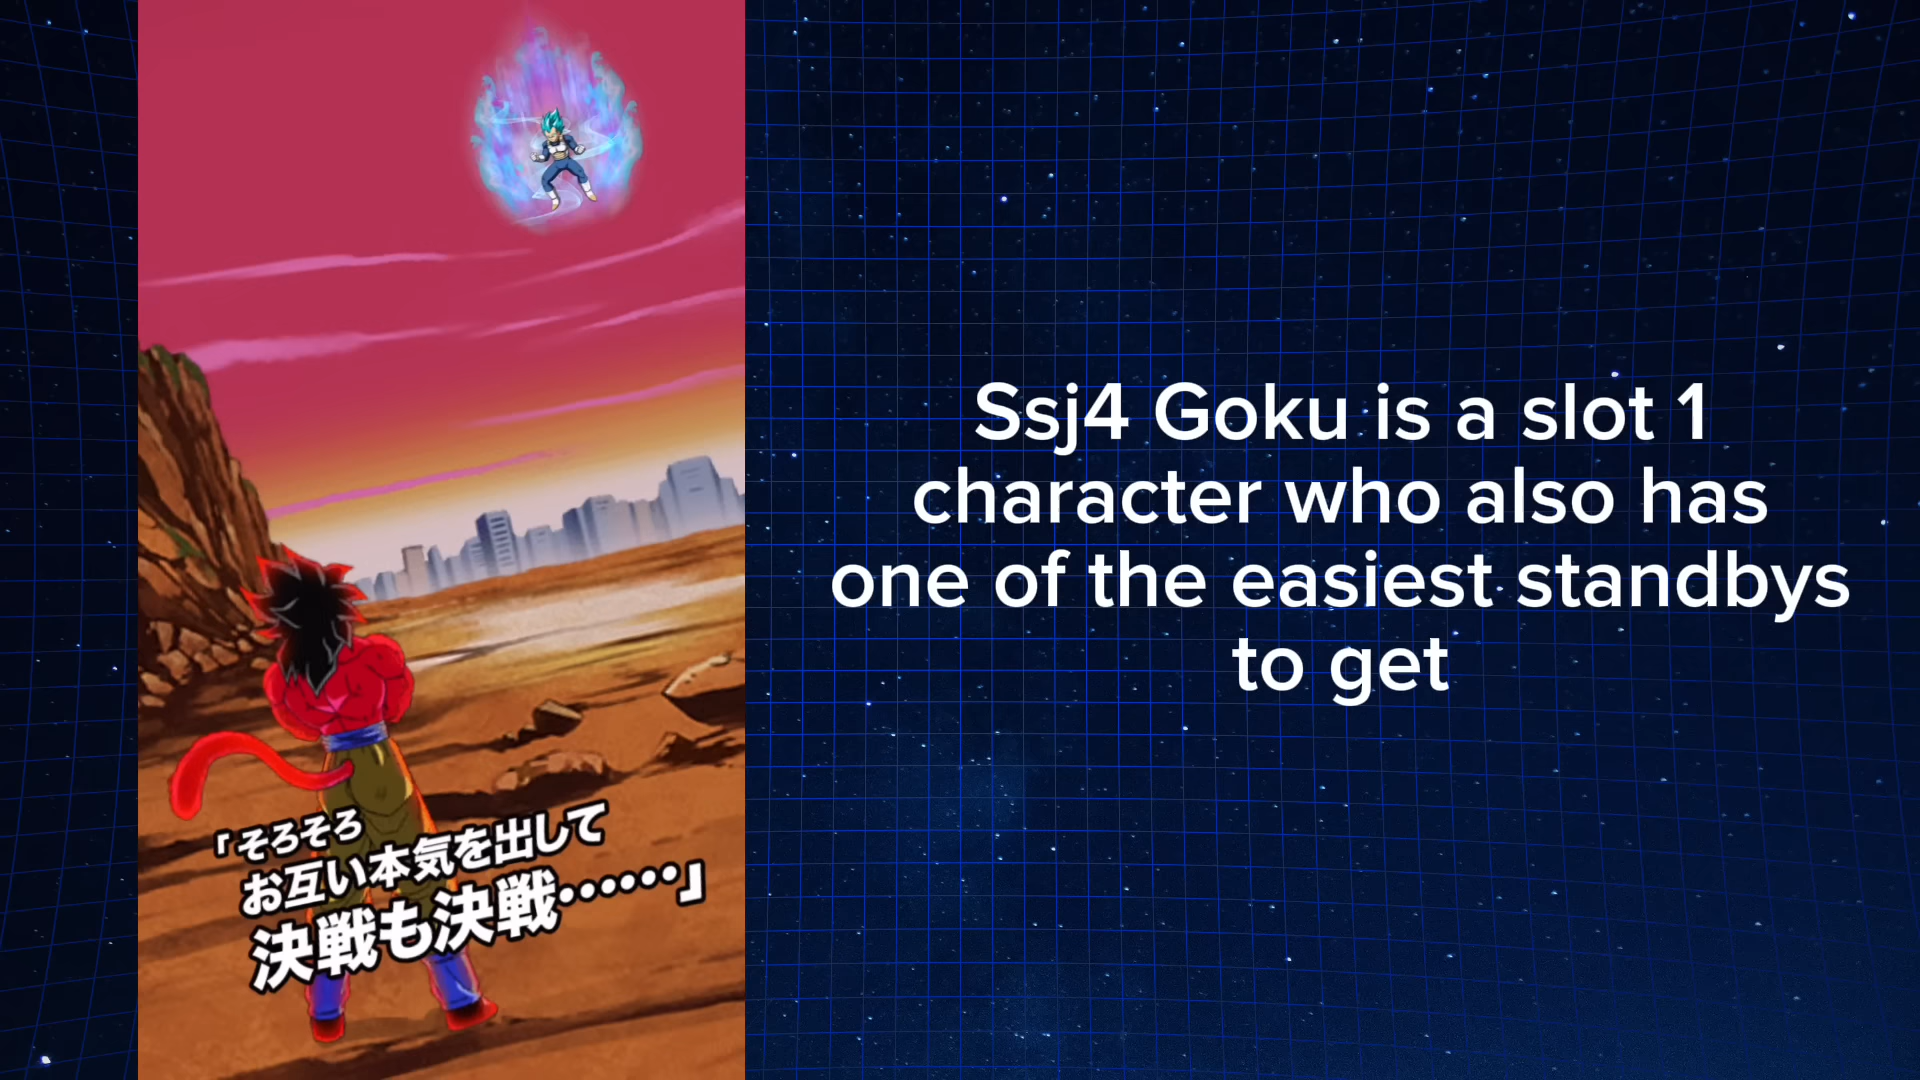 「そろそろ
お互い本気を出して
決戦も決戦……」
Ssj4 Goku is a slot 1
character who also has
one of the easiest standbys
to get